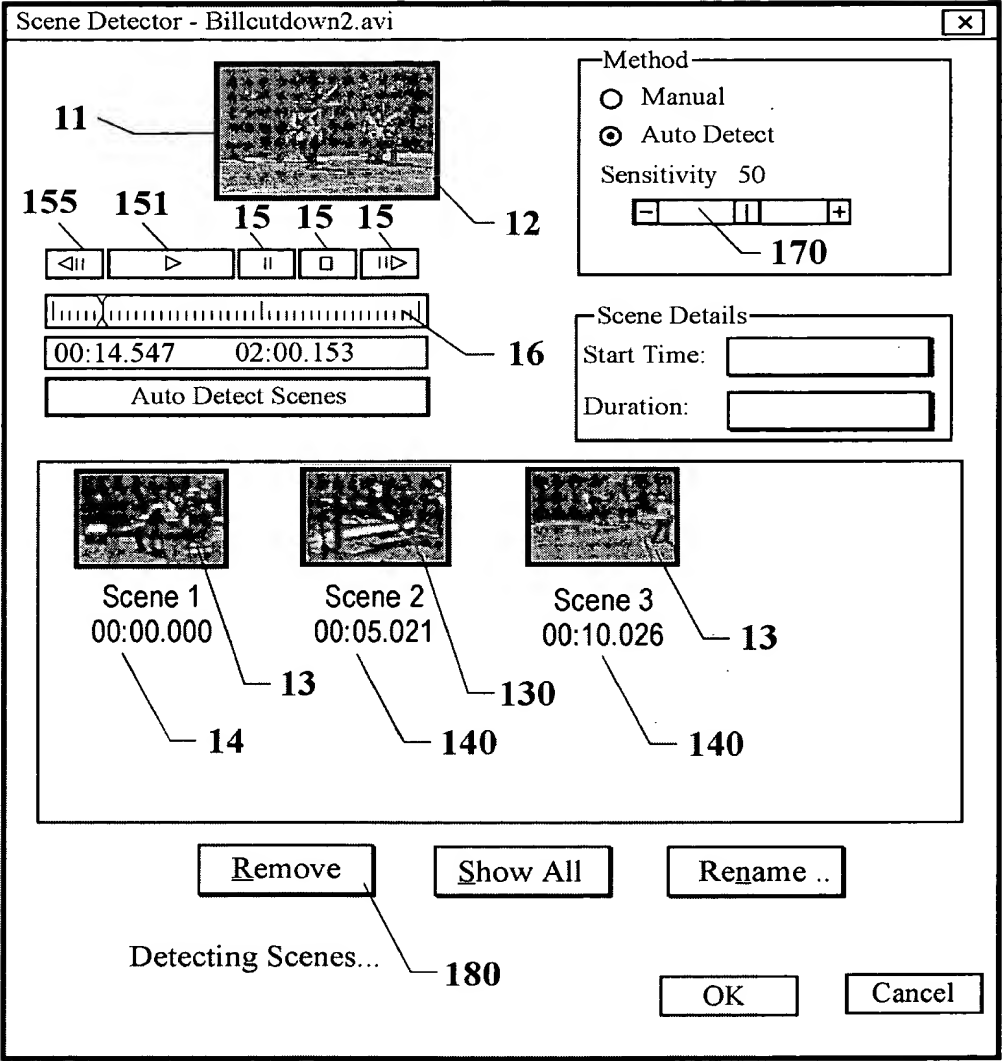 Scene Detector - Billcutdown2.avi
Method
Manual
Auto Detect
Sensitivity 50
170
11
12
155 151 15 15 15
16
00:14.547 02:00.153
Auto Detect Scenes
Scene Details
Start Time:
Duration:
Scene 1 Scene 2 Scene 3
00:00.000 00:05.021 00:10.026
13 130 13
14 140 140
Remove Show All Rename ..
Detecting Scenes...
180
OK Cancel